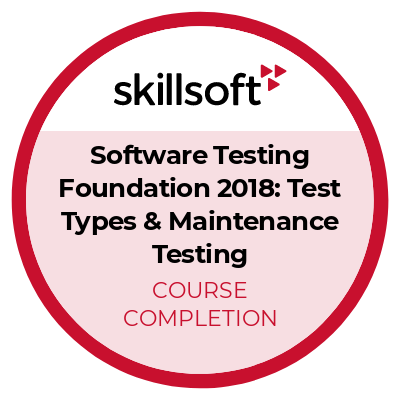 skillsoft
Software Testing
Foundation 2018: Test
Types & Maintenance
Testing
COURSE
COMPLETION